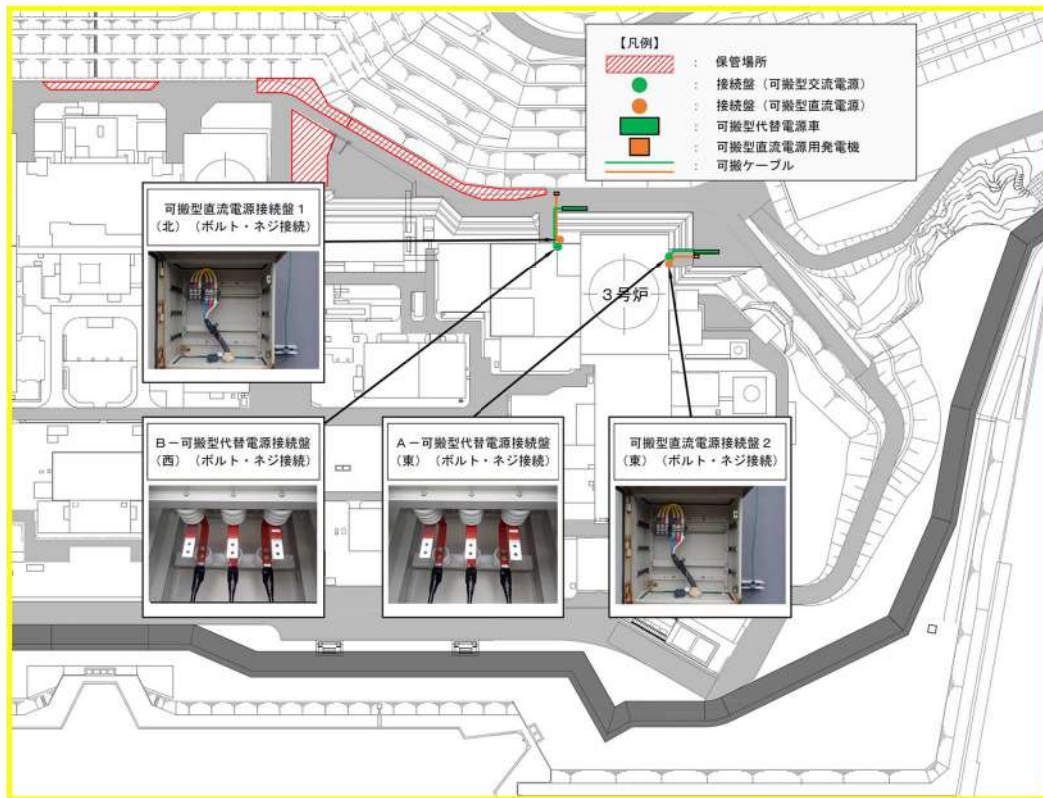 【凡例】
： 保管場所
： 接続盤（可搬型交流電源）
： 接続盤（可搬型直流電源）
： 可搬型代替電源車
： 可搬型直流電源用発電機
： 可搬ケーブル
可搬型直流電源接続盤１
（北）（ボルト・ネジ接続）
３号炉
Ｂ－可搬型代替電源接続盤
（西）（ボルト・ネジ接続）
Ａ－可搬型代替電源接続盤
（東）（ボルト・ネジ接続）
可搬型直流電源接続盤２
（東）（ボルト・ネジ接続）